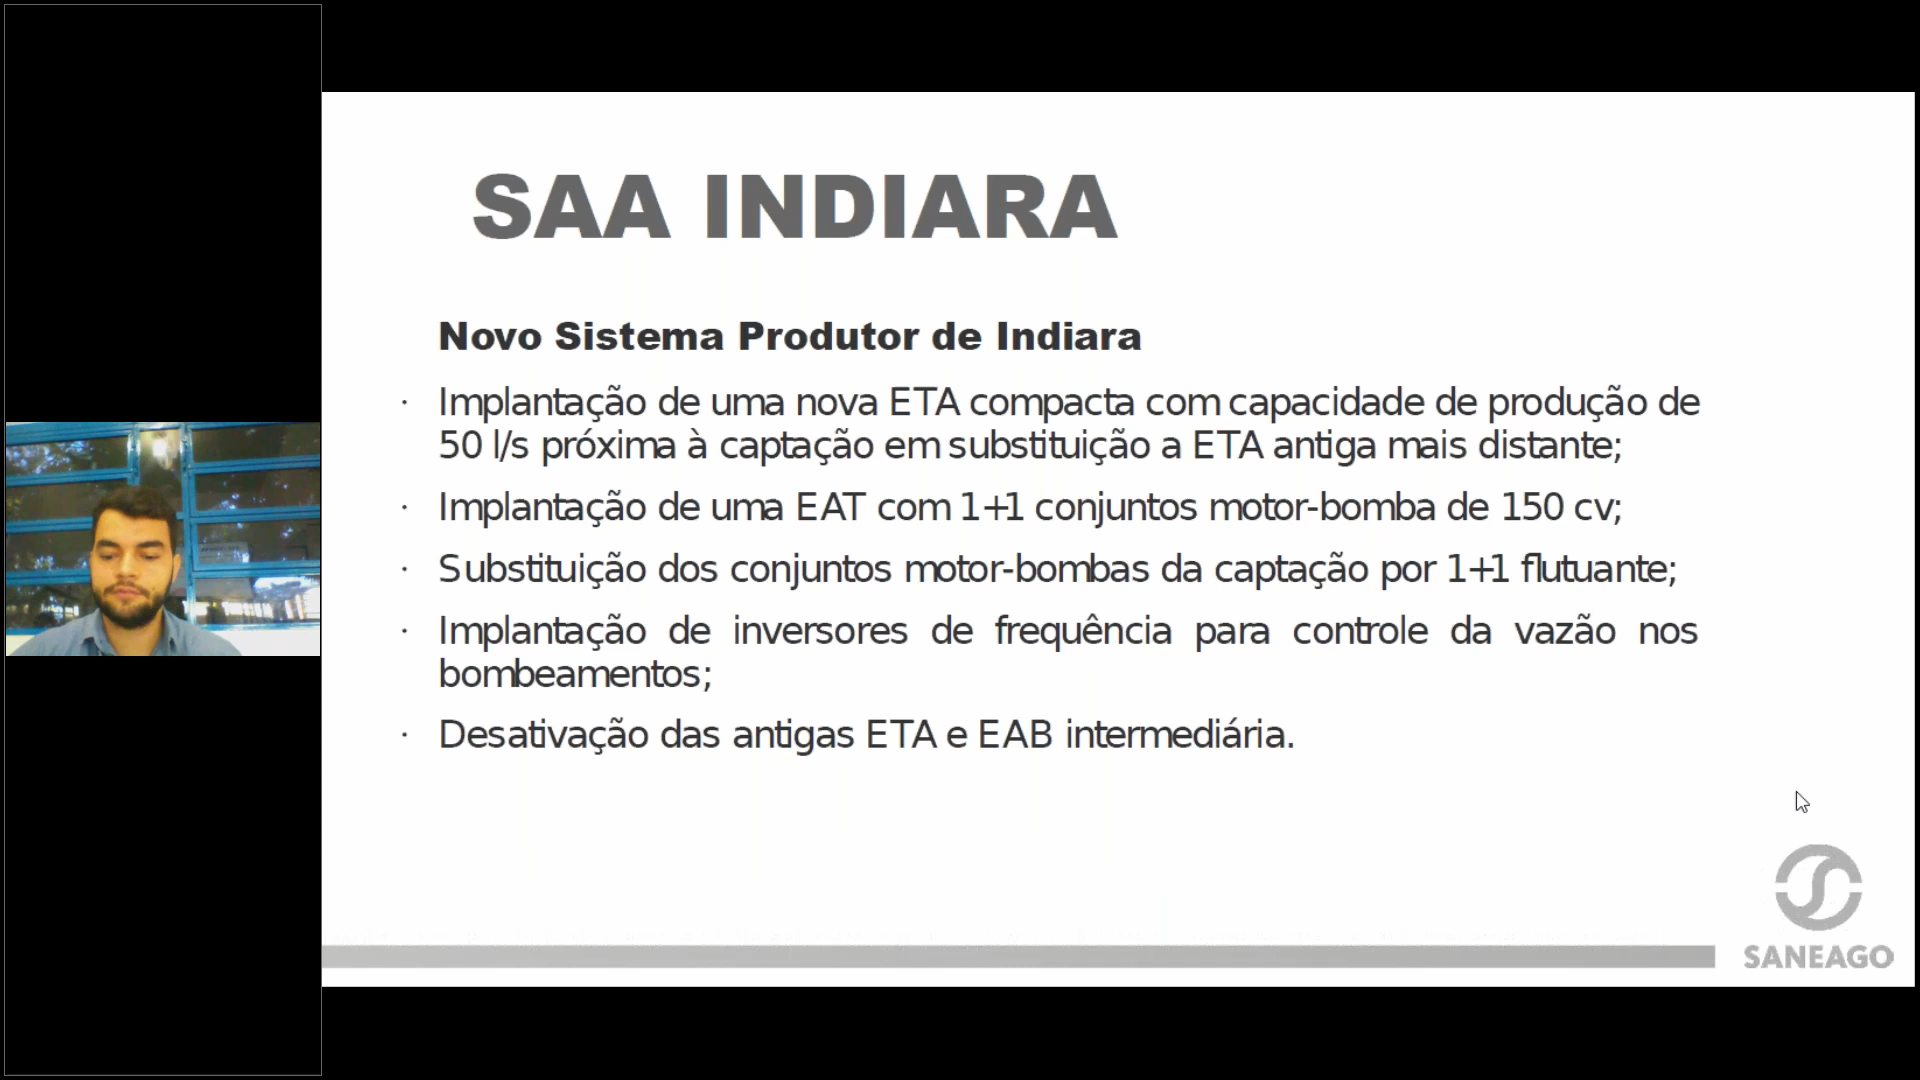 SAA INDIARA
Novo Sistema Produtor de Indiara
· Implantação de uma nova ETA compacta com capacidade de produção de
50 l/s próxima à captação em substituição a ETA antiga mais distante;
· Implantação de uma EAT com 1+1 conjuntos motor-bomba de 150 cv;
· Substituição dos conjuntos motor-bombas da captação por 1+1 flutuante;
· Implantação de inversores de frequência para controle da vazão nos
bombeamentos;
· Desativação das antigas ETA e EAB intermediária.
SANEAGO